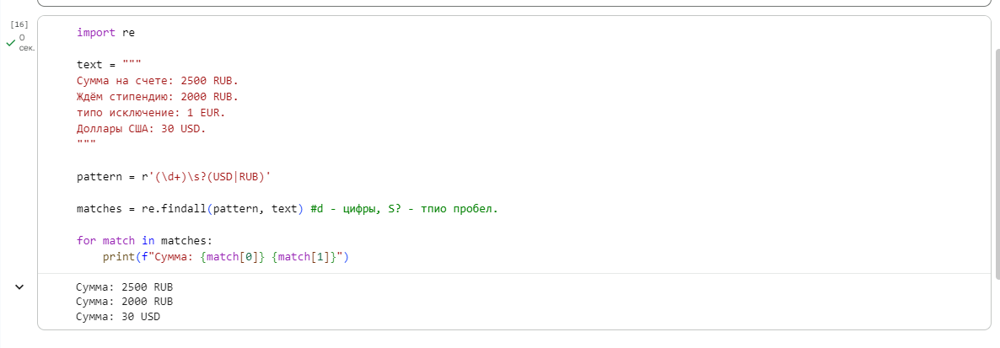 [16]
0
сек.
import re
text = """
Сумма на счете: 2500 RUB.
Ждём стипендию: 2000 RUB.
типо исключение: 1 EUR.
Доллары США: 30 USD.
"""
pattern = r'(\d+)\s?(USD|RUB)'
matches = re.findall(pattern, text) #d - цифры, S? - тпио пробел.
for match in matches:
    print(f"Сумма: {match[0]} {match[1]}")
Сумма: 2500 RUB
Сумма: 2000 RUB
Сумма: 30 USD